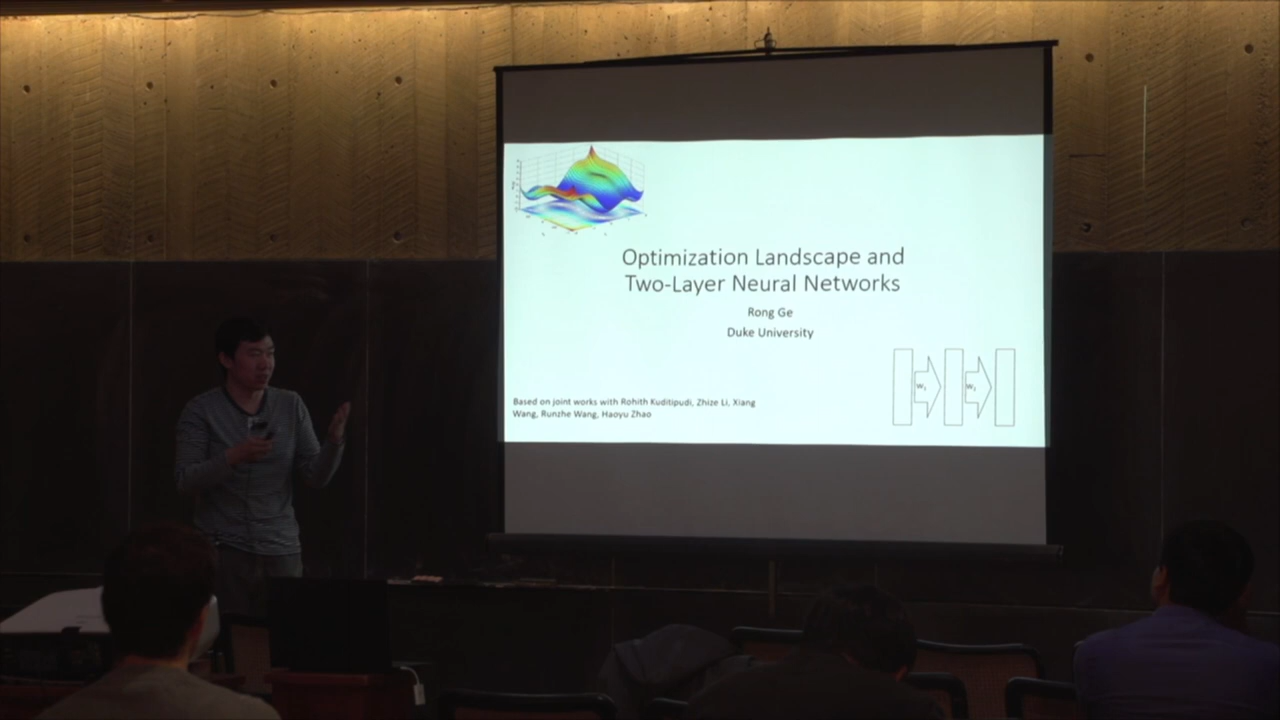 Optimization Landscape and
Two-Layer Neural Networks
Rong Ge
Duke University
W₁
Based on joint works with Rohith Kuditipudi, Zhize Li, Xiang
Wang, Runzhe Wang, Haoyu Zhao